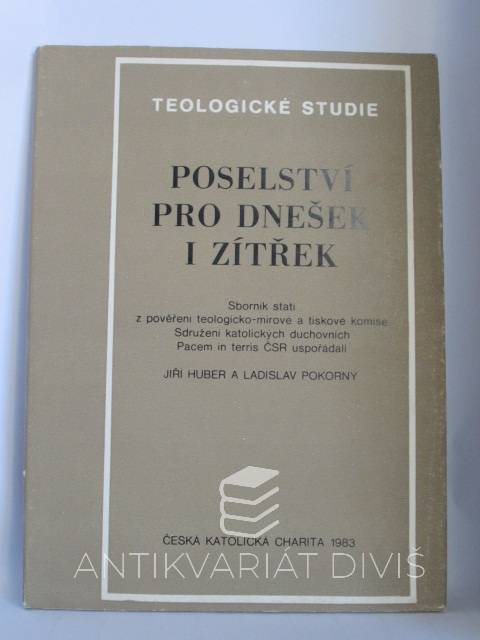 TEOLOGICKÉ STUDIE
POSELSTVÍ
PRO DNEŠEK
I ZÍTŘEK
Sborník statí
z pověření teologicko-mírové a tiskové komise
Sdružení katolických duchovních
Pacem in terris ČSR uspořádali
JIŘÍ HUBER A LADISLAV POKORNÝ
ČESKÁ KATOLICKÁ CHARITA 1983
ANTIKVARIÁT DIVIŠ